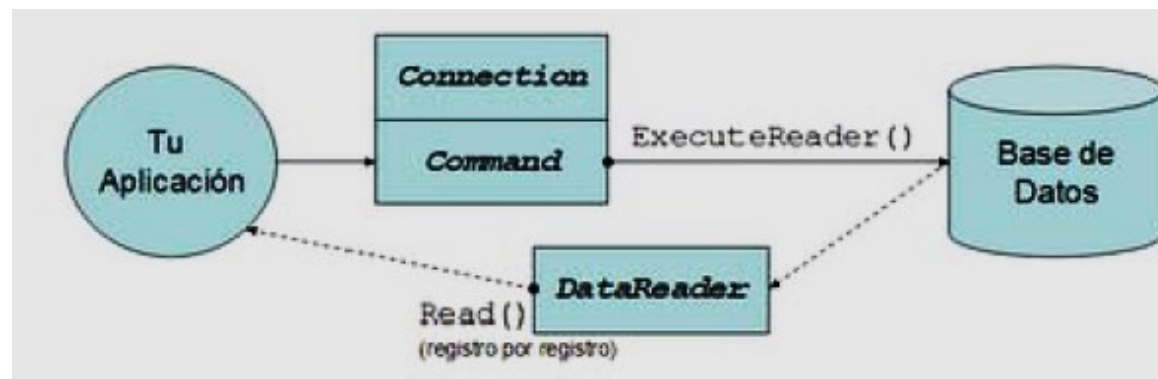 Connection
Tu
Aplicación
Command
ExecuteReader()
Base de
Datos
DataReader
Read()
(registro por registro)